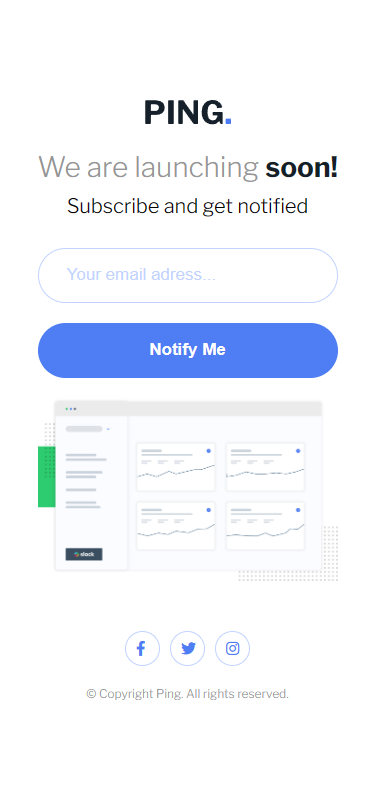 PING.
We are launching soon!
Subscribe and get notified
Your email adress...
Notify Me
slack
© Copyright Ping. All rights reserved.